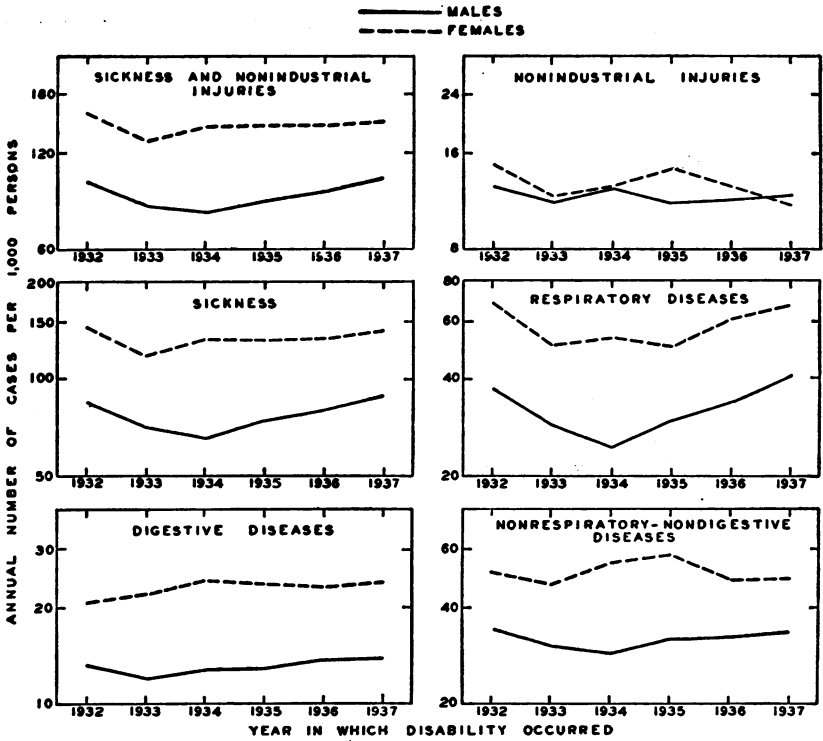 MALES
FEMALES
SICKNESS AND NONINDUSTRIAL
INJURIES
180
120
60
1932 1933 1934 1935 1936 1937
NONINDUSTRIAL INJURIES
24
16
8
1932 1933 1934 1935 1936 1937
SICKNESS
200
150
100
50
1932 1933 1934 1935 1936 1937
RESPIRATORY DISEASES
80
60
40
20
1932 1933 1934 1935 1936 1937
DIGESTIVE DISEASES
30
20
10
1932 1933 1934 1935 1936 1937
NONRESPIRATORY-NONDIGESTIVE
DISEASES
60
40
20
1932 1933 1934 1935 1936 1937
ANNUAL NUMBER OF CASES PER 1,000 PERSONS
YEAR IN WHICH DISABILITY OCCURRED